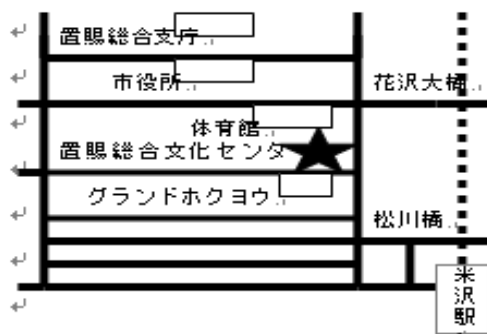 置賜総合支庁
市役所
花沢大橋
体育館
置賜総合文化センタ
グランドホクヨウ
松川橋
米沢駅